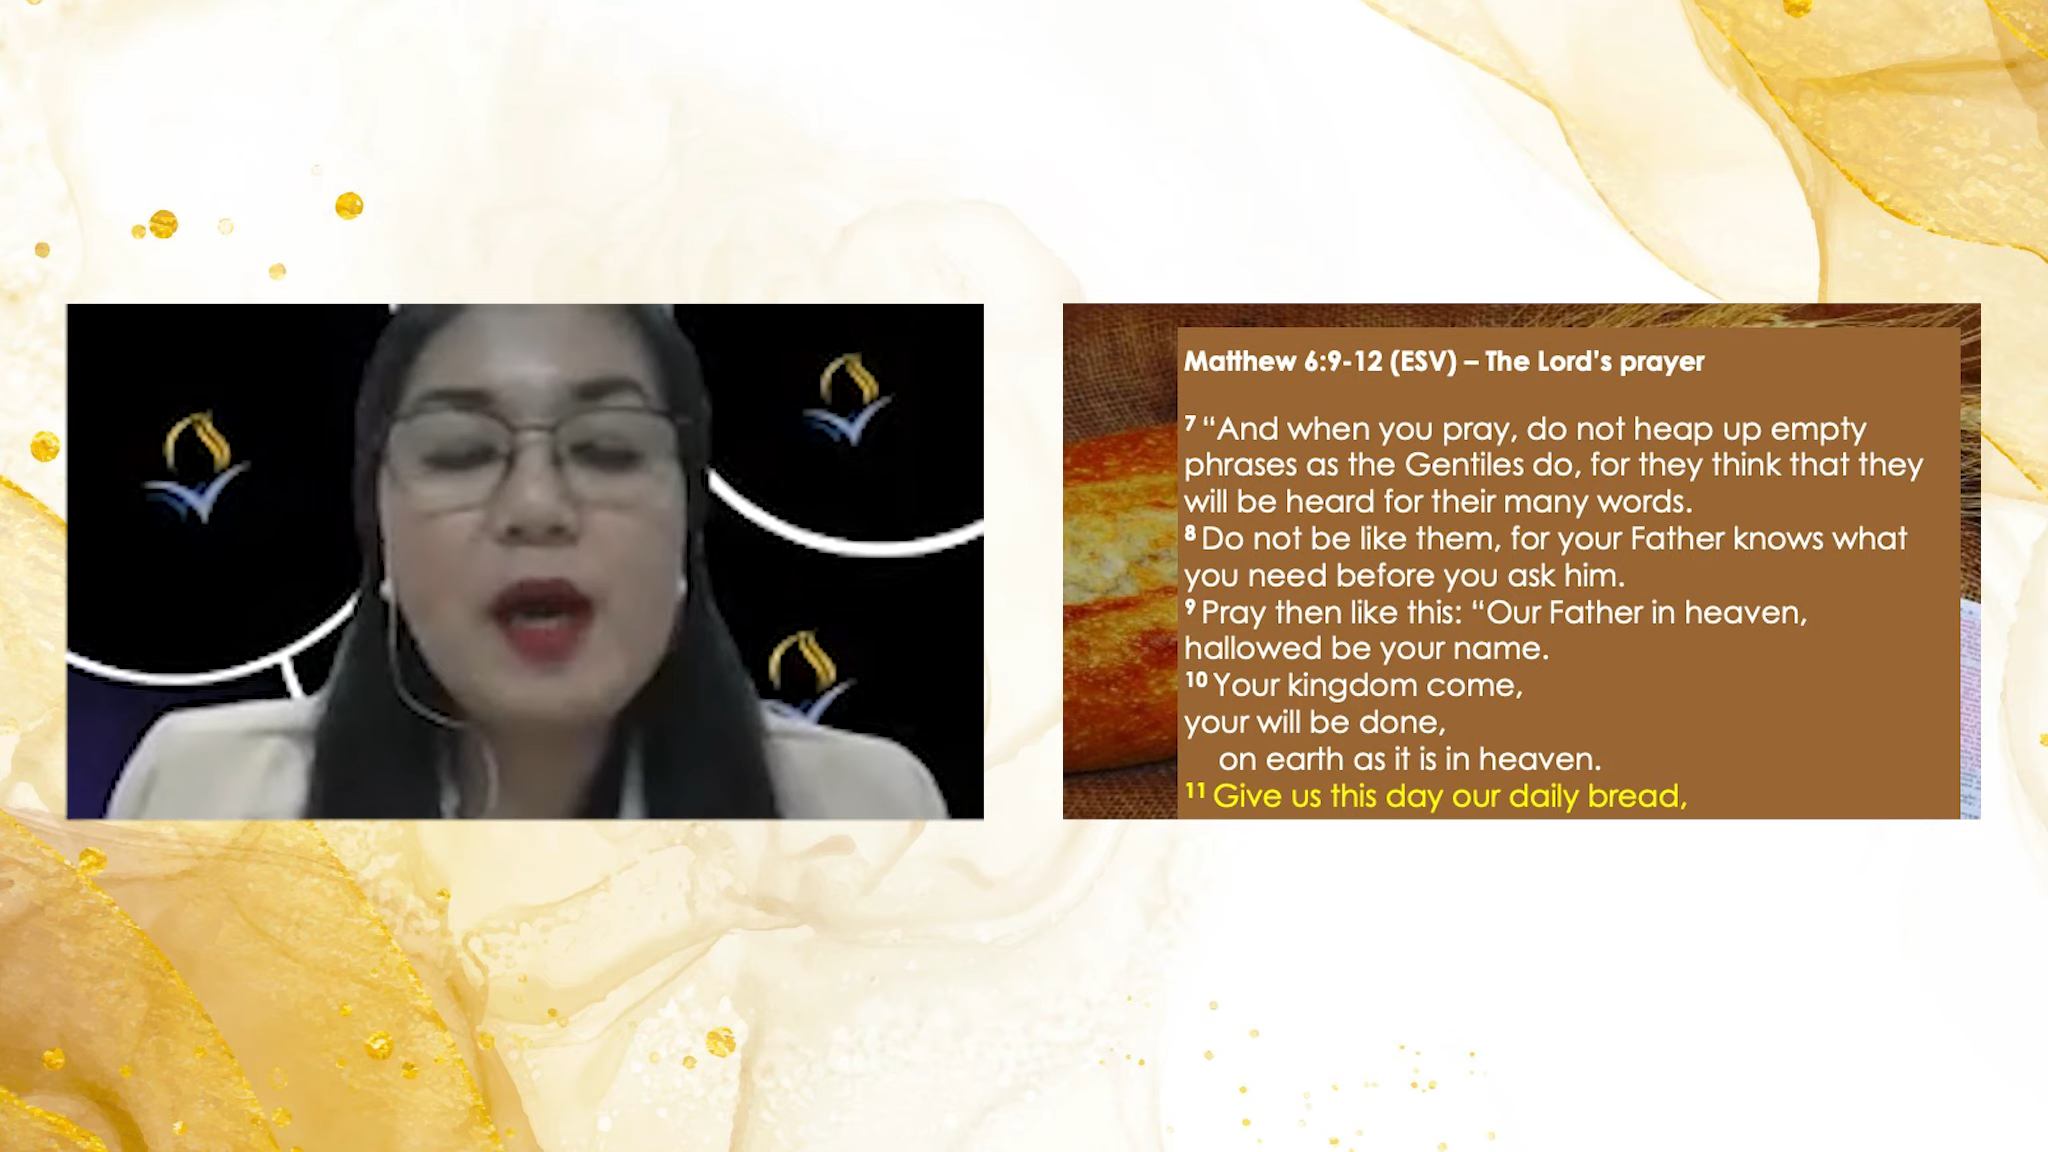 Matthew 6:9-12 (ESV) – The Lord's prayer
7 “And when you pray, do not heap up empty
phrases as the Gentiles do, for they think that they
will be heard for their many words.
8 Do not be like them, for your Father knows what
you need before you ask him.
9 Pray then like this: “Our Father in heaven,
hallowed be your name.
10 Your kingdom come,
your will be done,
on earth as it is in heaven.
11 Give us this day our daily bread,